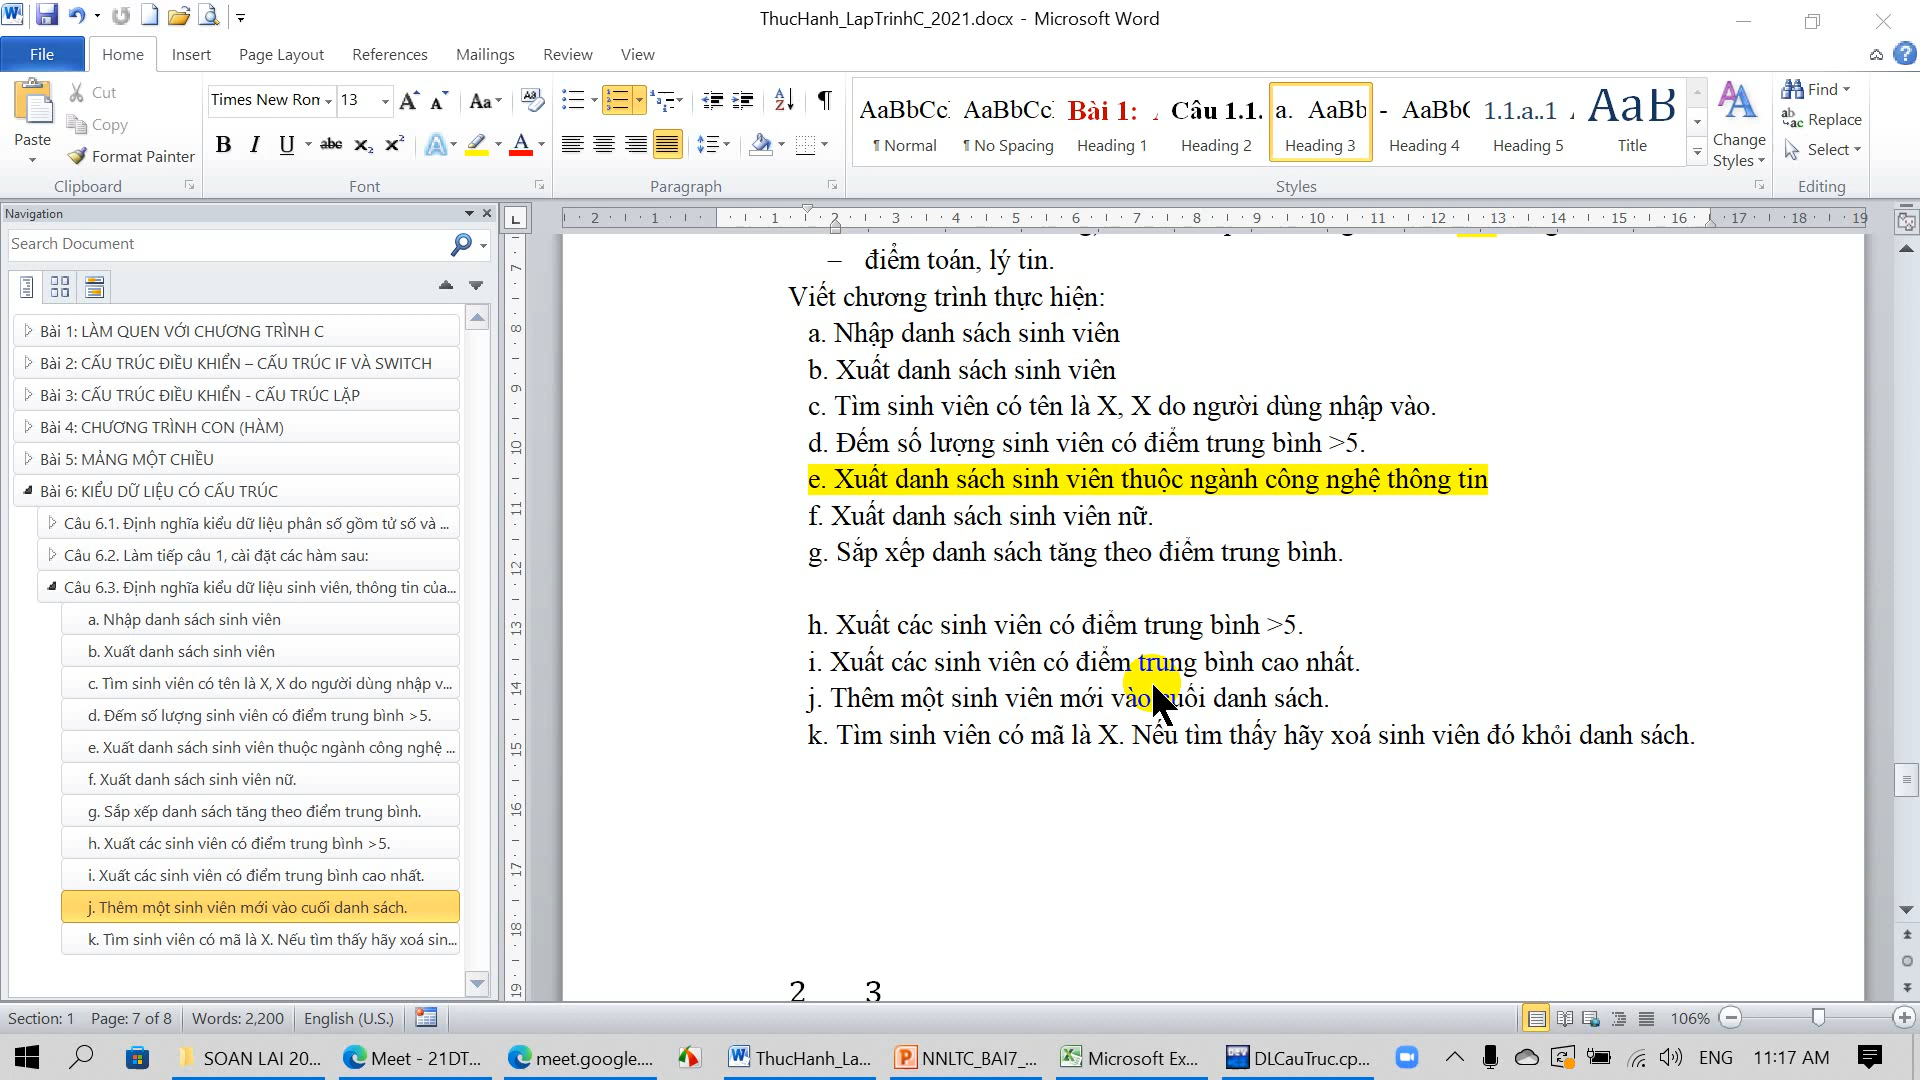 ThucHanh_LapTrinhC_2021.docx - Microsoft Word
File Home Insert Page Layout References Mailings Review View
Paste
Cut
Copy
Format Painter
Clipboard
Times New Ron 13
Font
Paragraph
AaBbCc AaBbCc Bài 1: Câu 1.1. a. AaBb - AaBbC 1.1.a..1 AaB
¶ Normal ¶ No Spacing Heading 1 Heading 2 Heading 3 Heading 4 Heading 5 Title
Styles
Change Styles
Find
Replace
Select
Editing
Navigation
Search Document
Bài 1: LÀM QUEN VỚI CHƯƠNG TRÌNH C
Bài 2: CẤU TRÚC ĐIỀU KHIỂN – CẤU TRÚC IF VÀ SWITCH
Bài 3: CẤU TRÚC ĐIỀU KHIỂN - CẤU TRÚC LẶP
Bài 4: CHƯƠNG TRÌNH CON (HÀM)
Bài 5: MẢNG MỘT CHIỀU
Bài 6: KIỂU DỮ LIỆU CÓ CẤU TRÚC
Câu 6.1. Định nghĩa kiểu dữ liệu phân số gồm tử số và ...
Câu 6.2. Làm tiếp câu 1, cài đặt các hàm sau:
Câu 6.3. Định nghĩa kiểu dữ liệu sinh viên, thông tin của...
a. Nhập danh sách sinh viên
b. Xuất danh sách sinh viên
c. Tìm sinh viên có tên là X, X do người dùng nhập v...
d. Đếm số lượng sinh viên có điểm trung bình >5.
e. Xuất danh sách sinh viên thuộc ngành công nghệ ...
f. Xuất danh sách sinh viên nữ.
g. Sắp xếp danh sách tăng theo điểm trung bình.
h. Xuất các sinh viên có điểm trung bình >5.
i. Xuất các sinh viên có điểm trung bình cao nhất.
j. Thêm một sinh viên mới vào cuối danh sách.
k. Tìm sinh viên có mã là X. Nếu tìm thấy hãy xoá sin...
– điểm toán, lý tin.
Viết chương trình thực hiện:
a. Nhập danh sách sinh viên
b. Xuất danh sách sinh viên
c. Tìm sinh viên có tên là X, X do người dùng nhập vào.
d. Đếm số lượng sinh viên có điểm trung bình >5.
e. Xuất danh sách sinh viên thuộc ngành công nghệ thông tin
f. Xuất danh sách sinh viên nữ.
g. Sắp xếp danh sách tăng theo điểm trung bình.
h. Xuất các sinh viên có điểm trung bình >5.
i. Xuất các sinh viên có điểm trung bình cao nhất.
j. Thêm một sinh viên mới vào cuối danh sách.
k. Tìm sinh viên có mã là X. Nếu tìm thấy hãy xoá sinh viên đó khỏi danh sách.
2 3
Section: 1 Page: 7 of 8 Words: 2,200 English (U.S.) 106%
SOAN LAI 20... Meet - 21DT... meet.google.... ThucHanh_La... NNLTC_BAI7_... Microsoft Ex... DLCauTruc.cp... ENG 11:17 AM